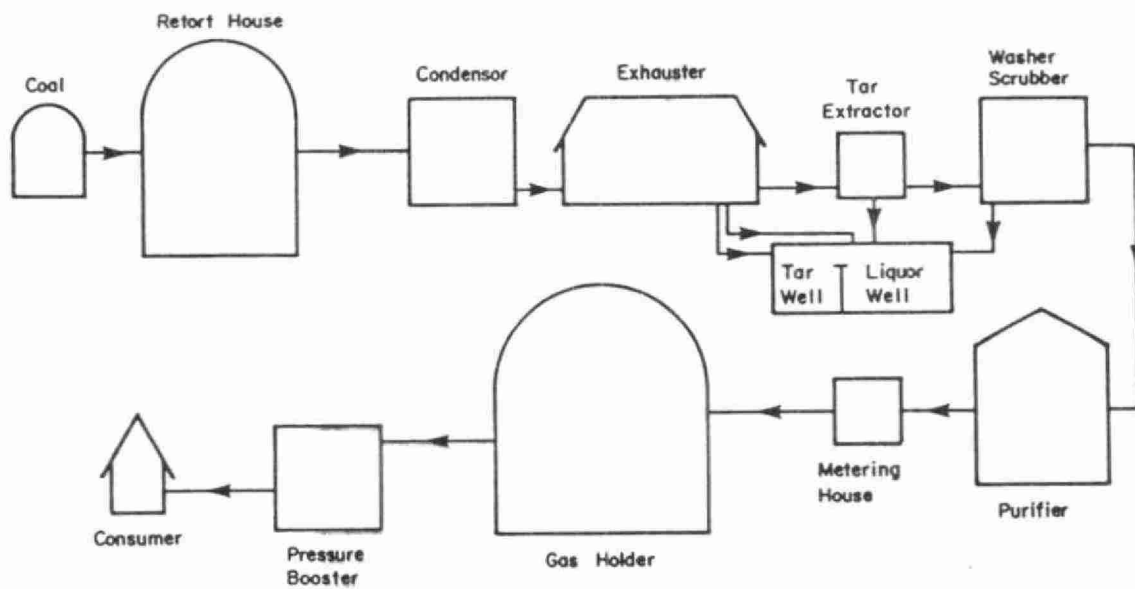 Retort House
Coal
Condensor
Exhauster
Tar
Extractor
Washer
Scrubber
Tar
Well
Liquor
Well
Consumer
Pressure
Booster
Gas Holder
Metering
House
Purifier